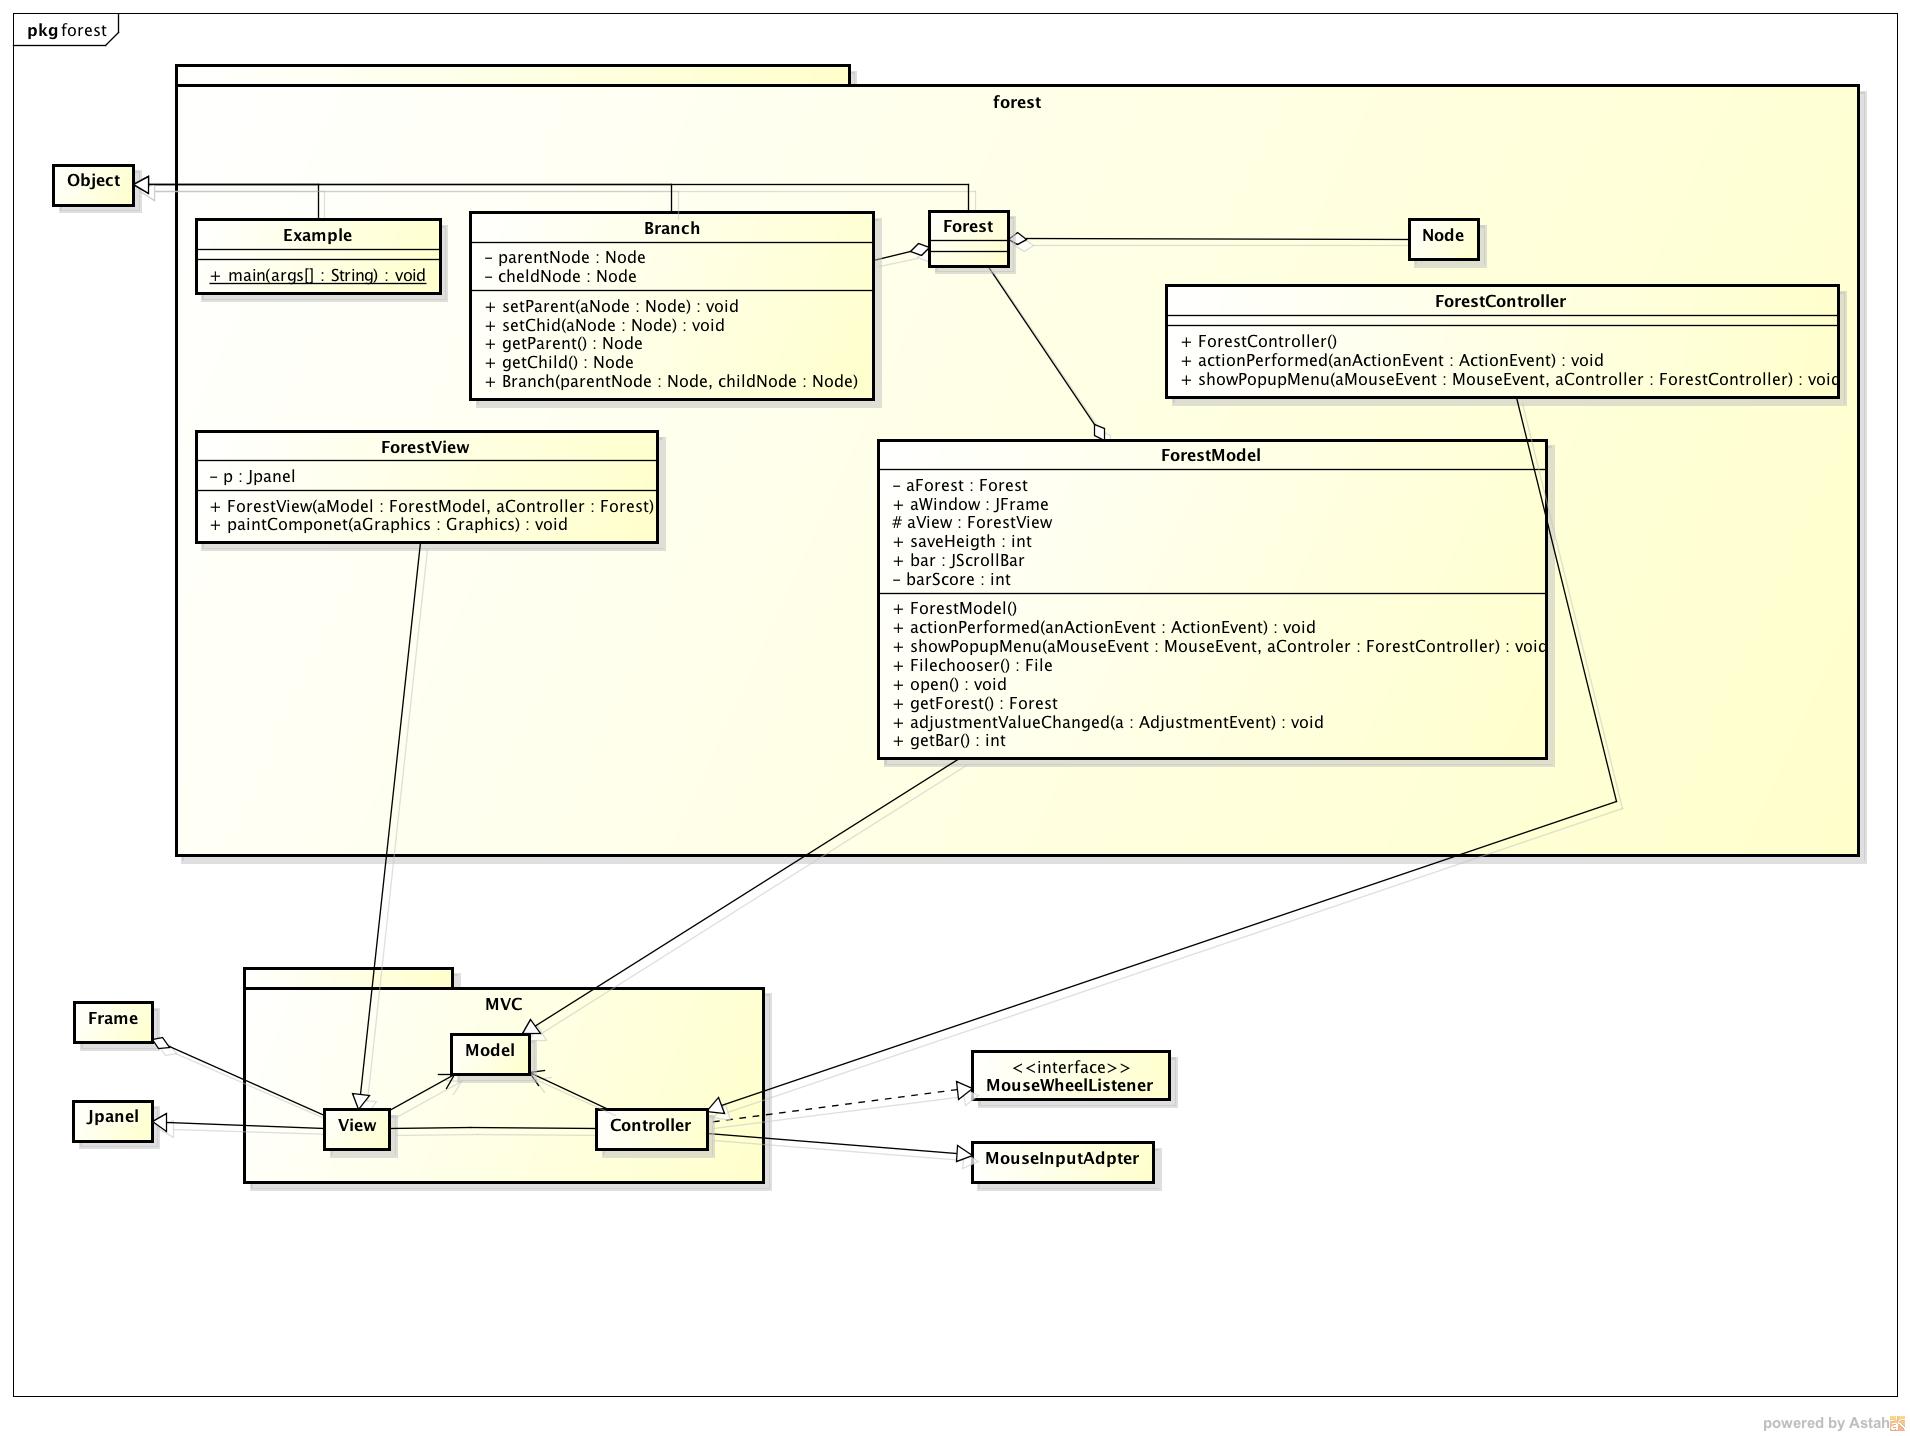 pkg forest
forest
Object
Example
+ main(args[] : String) : void
Branch
- parentNode : Node
- cheldNode : Node
+ setParent(aNode : Node) : void
+ setChid(aNode : Node) : void
+ getParent() : Node
+ getChild() : Node
+ Branch(parentNode : Node, childNode : Node)
Forest
Node
ForestController
+ ForestController()
+ actionPerformed(anActionEvent : ActionEvent) : void
+ showPopupMenu(aMouseEvent : MouseEvent, aController : ForestController) : void
ForestView
- p : Jpanel
+ ForestView(aModel : ForestModel, aController : Forest)
+ paintComponet(aGraphics : Graphics) : void
ForestModel
- aForest : Forest
+ aWindow : JFrame
# aView : ForestView
+ saveHeigth : int
+ bar : JScrollBar
- barScore : int
+ ForestModel()
+ actionPerformed(anActionEvent : ActionEvent) : void
+ showPopupMenu(aMouseEvent : MouseEvent, aControler : ForestController) : void
+ Filechooser() : File
+ open() : void
+ getForest() : Forest
+ adjustmentValueChanged(a : AdjustmentEvent) : void
+ getBar() : int
MVC
Frame
Model
Jpanel
View
Controller
<<interface>>
MouseWheelListener
MouseInputAdpter
powered by Astah